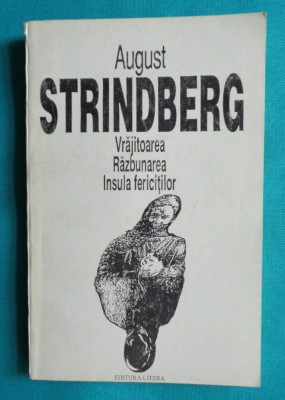 August
STRINDBERG
Vrăjitoarea
Răzbunarea
Insula fericiților
EDITURA LITERA